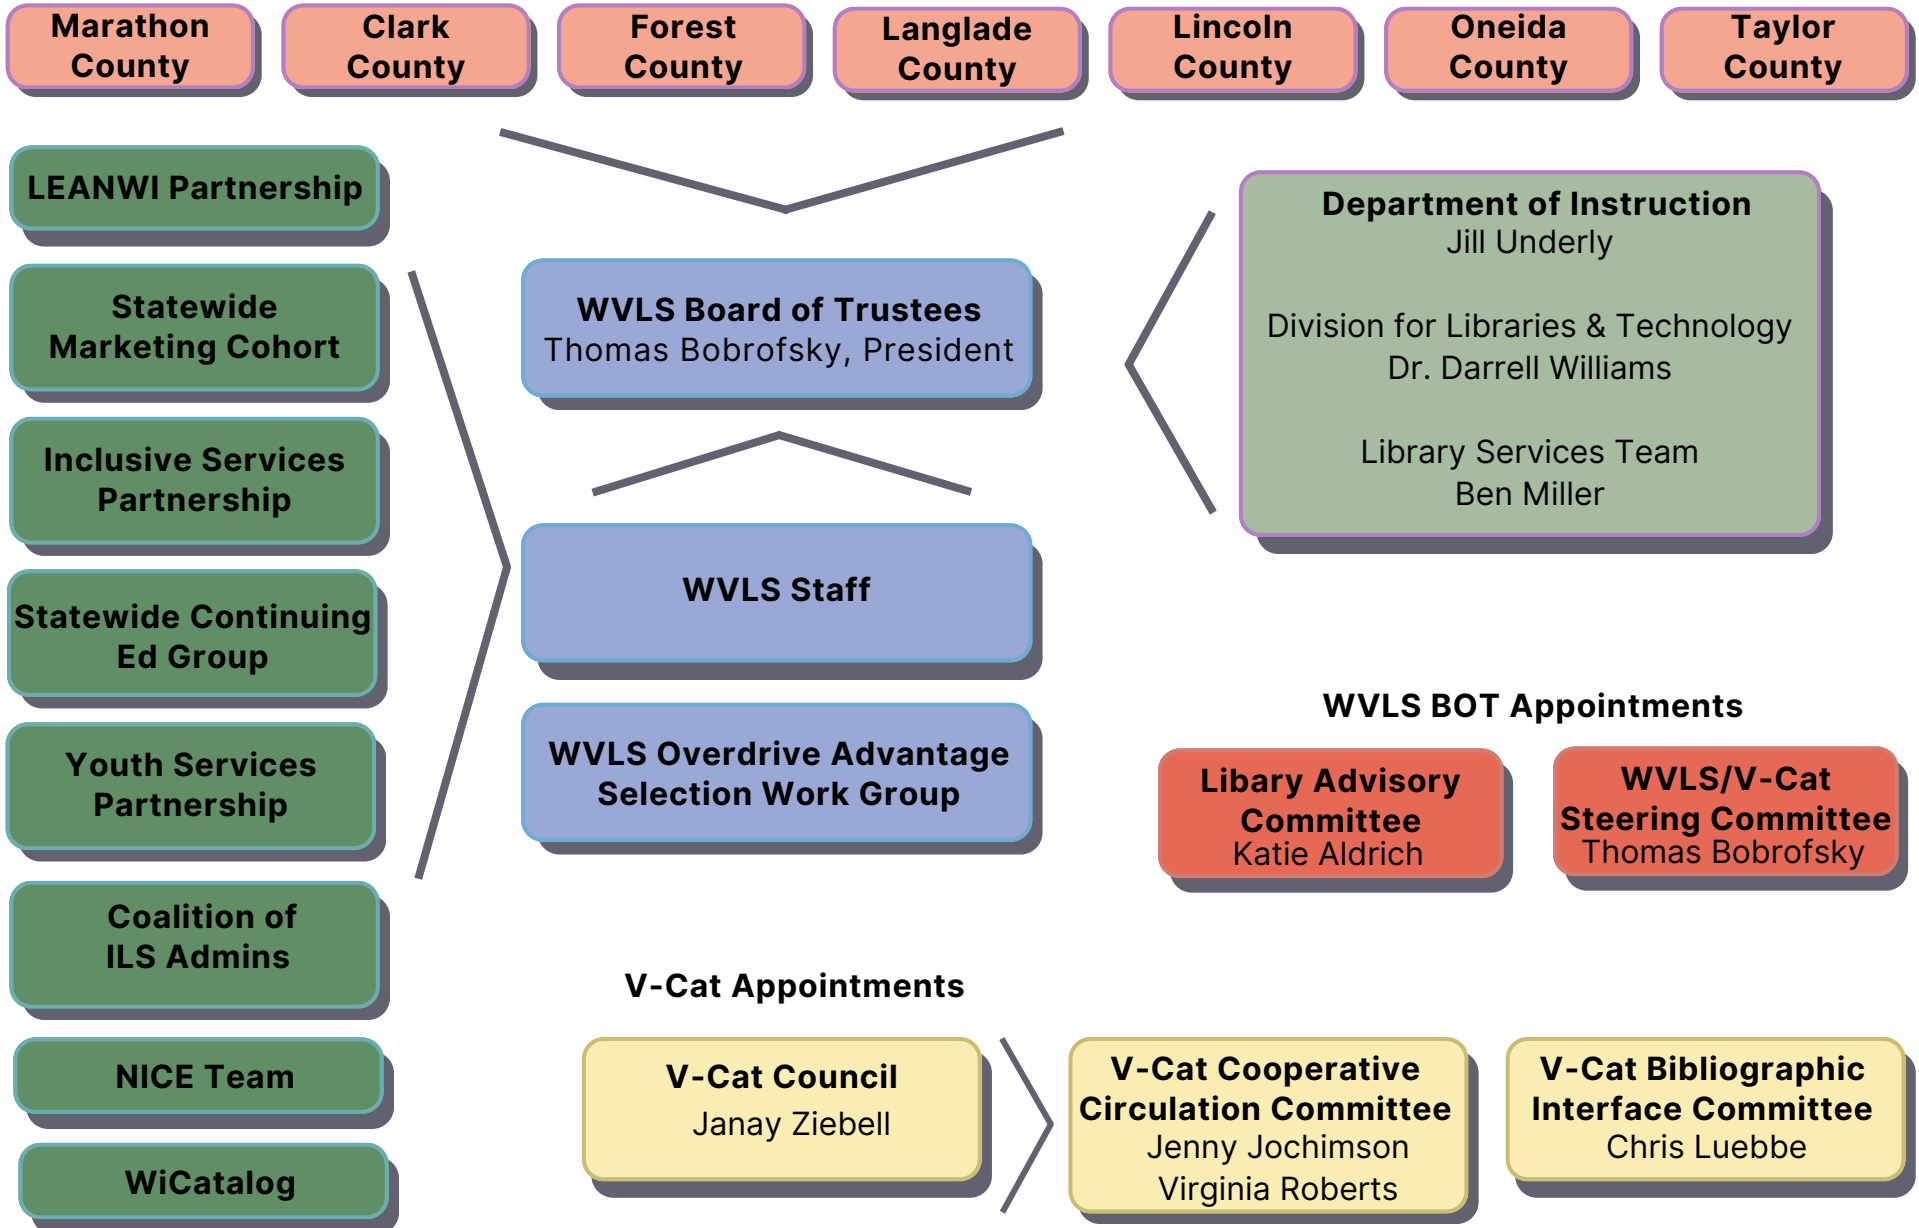 Marathon
County
Clark
County
Forest
County
Langlade
County
Lincoln
County
Oneida
County
Taylor
County
LEANWI Partnership
Statewide
Marketing Cohort
Inclusive Services
Partnership
Statewide Continuing
Ed Group
Youth Services
Partnership
Coalition of
ILS Admins
NICE Team
WiCatalog
WVLS Board of Trustees
Thomas Bobrofsky, President
WVLS Staff
WVLS Overdrive Advantage
Selection Work Group
Department of Instruction
Jill Underly
Division for Libraries & Technology
Dr. Darrell Williams
Library Services Team
Ben Miller
WVLS BOT Appointments
Libary Advisory
Committee
Katie Aldrich
WVLS/V-Cat
Steering Committee
Thomas Bobrofsky
V-Cat Appointments
V-Cat Council
Janay Ziebell
V-Cat Cooperative
Circulation Committee
Jenny Jochimson
Virginia Roberts
V-Cat Bibliographic
Interface Committee
Chris Luebbe